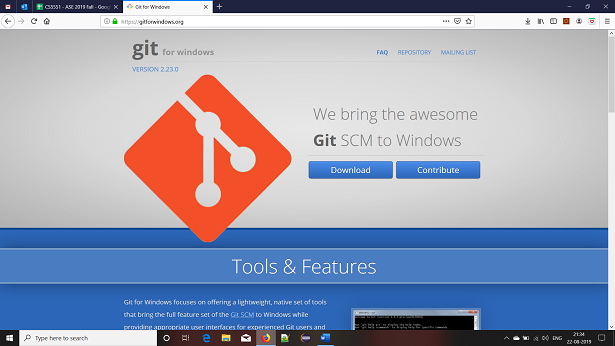 CS5551 - ASE 2019 Fall - Goog
Git for Windows
https://gitforwindows.org
git for windows
FAQ REPOSITORY MAILING LIST
VERSION 2.23.0
We bring the awesome
Git SCM to Windows
Download Contribute
Tools & Features
Git for Windows focuses on offering a lightweight, native set of tools
that bring the full feature set of the Git SCM to Windows while
providing appropriate user interfaces for experienced Git users and
Type here to search
ENG
21:34
22-08-2019